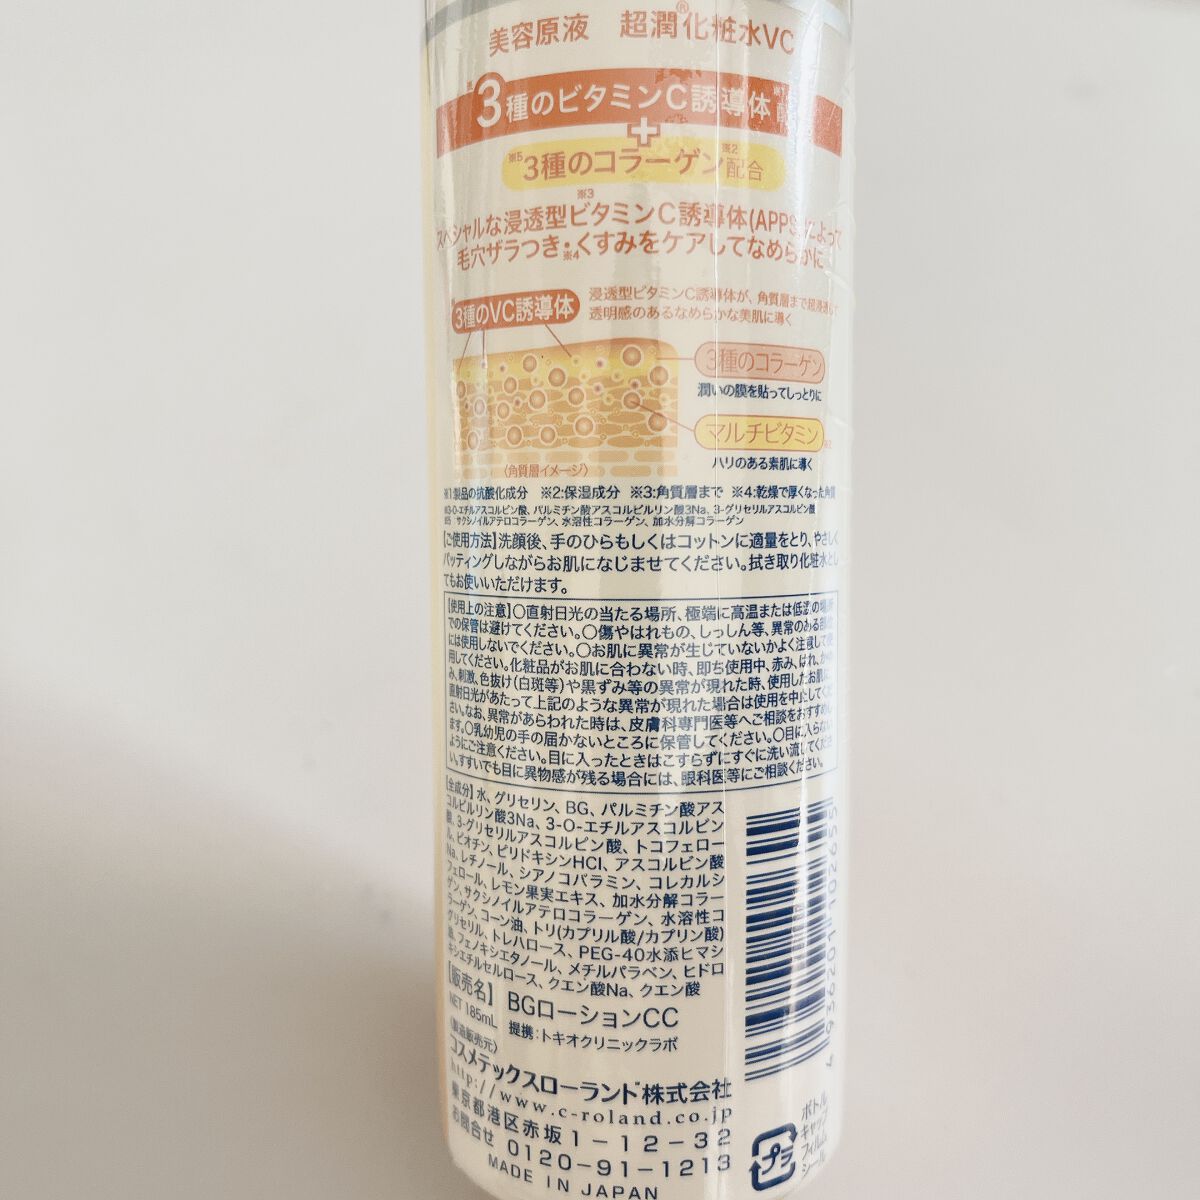 美容原液 超潤®化粧水VC
※3種のビタミンC誘導体※1
+
※5 3種のコラーゲン※2配合
スペシャルな浸透型ビタミンC誘導体(APPS)によって※3
毛穴ザラつき・※4くすみをケアしてなめらかに
3種のVC誘導体
浸透型ビタミンC誘導体が、角質層まで超浸透して
透明感のあるなめらかな美肌に導く
3種のコラーゲン
潤いの膜を貼ってしっとりに
マルチビタミン※2
ハリのある素肌に導く
(角質層イメージ)
※1:製品の抗酸化成分 ※2:保湿成分 ※3:角質層まで ※4:乾燥で厚くなった角質
3-O-エチルアスコルビン酸、パルミチン酸アスコルビルリン酸3Na、3-グリセリルアスコルビン酸
※5 サクシノイルアテロコラーゲン、水溶性コラーゲン、加水分解コラーゲン
【ご使用方法】洗顔後、手のひらもしくはコットンに適量をとり、やさしく
パッティングしながらお肌になじませてください。拭き取り化粧水とし
てもお使いいただけます。
【使用上の注意】〇直射日光の当たる場所、極端に高温または低温の場所
での保管は避けてください。〇傷やはれもの、しっしん等、異常のある部位
には使用しないでください。〇お肌に異常が生じていないかよく注意して使
用してください。化粧品がお肌に合わない時、即ち使用中、赤み、はれ、かゆ
み、刺激、色抜け(白斑等)や黒ずみ等の異常が現れた時、使用したお肌に
直射日光があたって上記のような異常が現れた場合は使用を中止してくだ
さい。なお、異常があらわれた時は、皮膚科専門医等へご相談をおすすめし
ます。〇乳幼児の手の届かないところに保管してください。〇目に入らない
ようにご注意ください。目に入ったときはこすらずにすぐに洗い流してくださ
い。すすいでも目に異物感が残る場合には、眼科医等にご相談ください。
【全成分】水、グリセリン、BG、パルミチン酸アス
コルビルリン酸3Na、3-O-エチルアスコルビン
酸、3-グリセリルアスコルビン酸、トコフェロー
ル、ビオチン、ピリドキシンHCl、アスコルビン酸
Na、レチノール、シアノコバラミン、コレカルシ
フェロール、レモン果実エキス、加水分解コラー
ゲン、サクシノイルアテロコラーゲン、水溶性コ
ラーゲン、コーン油、トリ(カプリル酸/カプリン酸)
グリセリル、トレハロース、PEG-40水添ヒマシ
油、フェノキシエタノール、メチルパラベン、ヒドロ
キシエチルセルロース、クエン酸Na、クエン酸
【販売名】 BGローションCC
NET 185mL 提携:トキオクリニックラボ
(製造販売元)
コスメテックスローランド株式会社
http://www.c-roland.co.jp
東京都港区赤坂1-12-32
お問合せ 0120-91-1213
MADE IN JAPAN
プラ
ボトル
キャップ
フィルム
シール